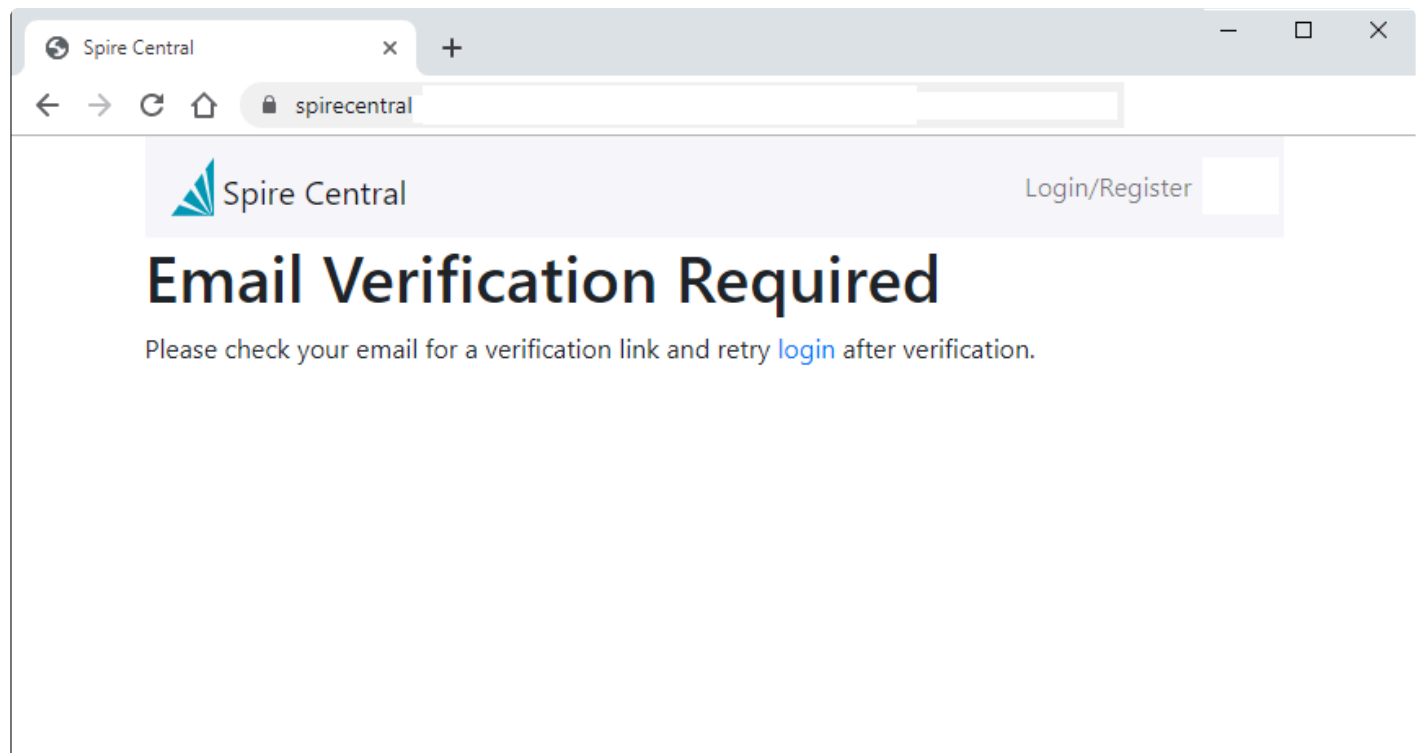 Spire Central
spirecentral
Spire Central
Login/Register
Email Verification Required
Please check your email for a verification link and retry login after verification.